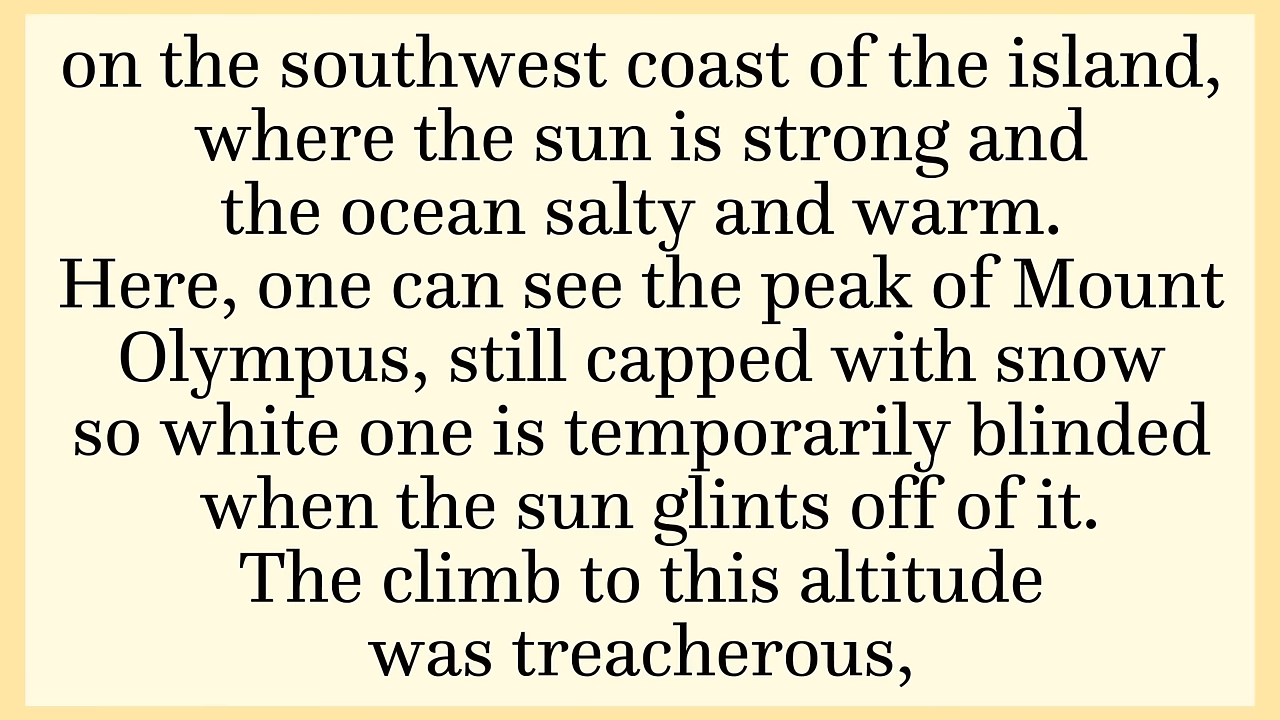 on the southwest coast of the island,
where the sun is strong and
the ocean salty and warm.
Here, one can see the peak of Mount
Olympus, still capped with snow
so white one is temporarily blinded
when the sun glints off of it.
The climb to this altitude
was treacherous,